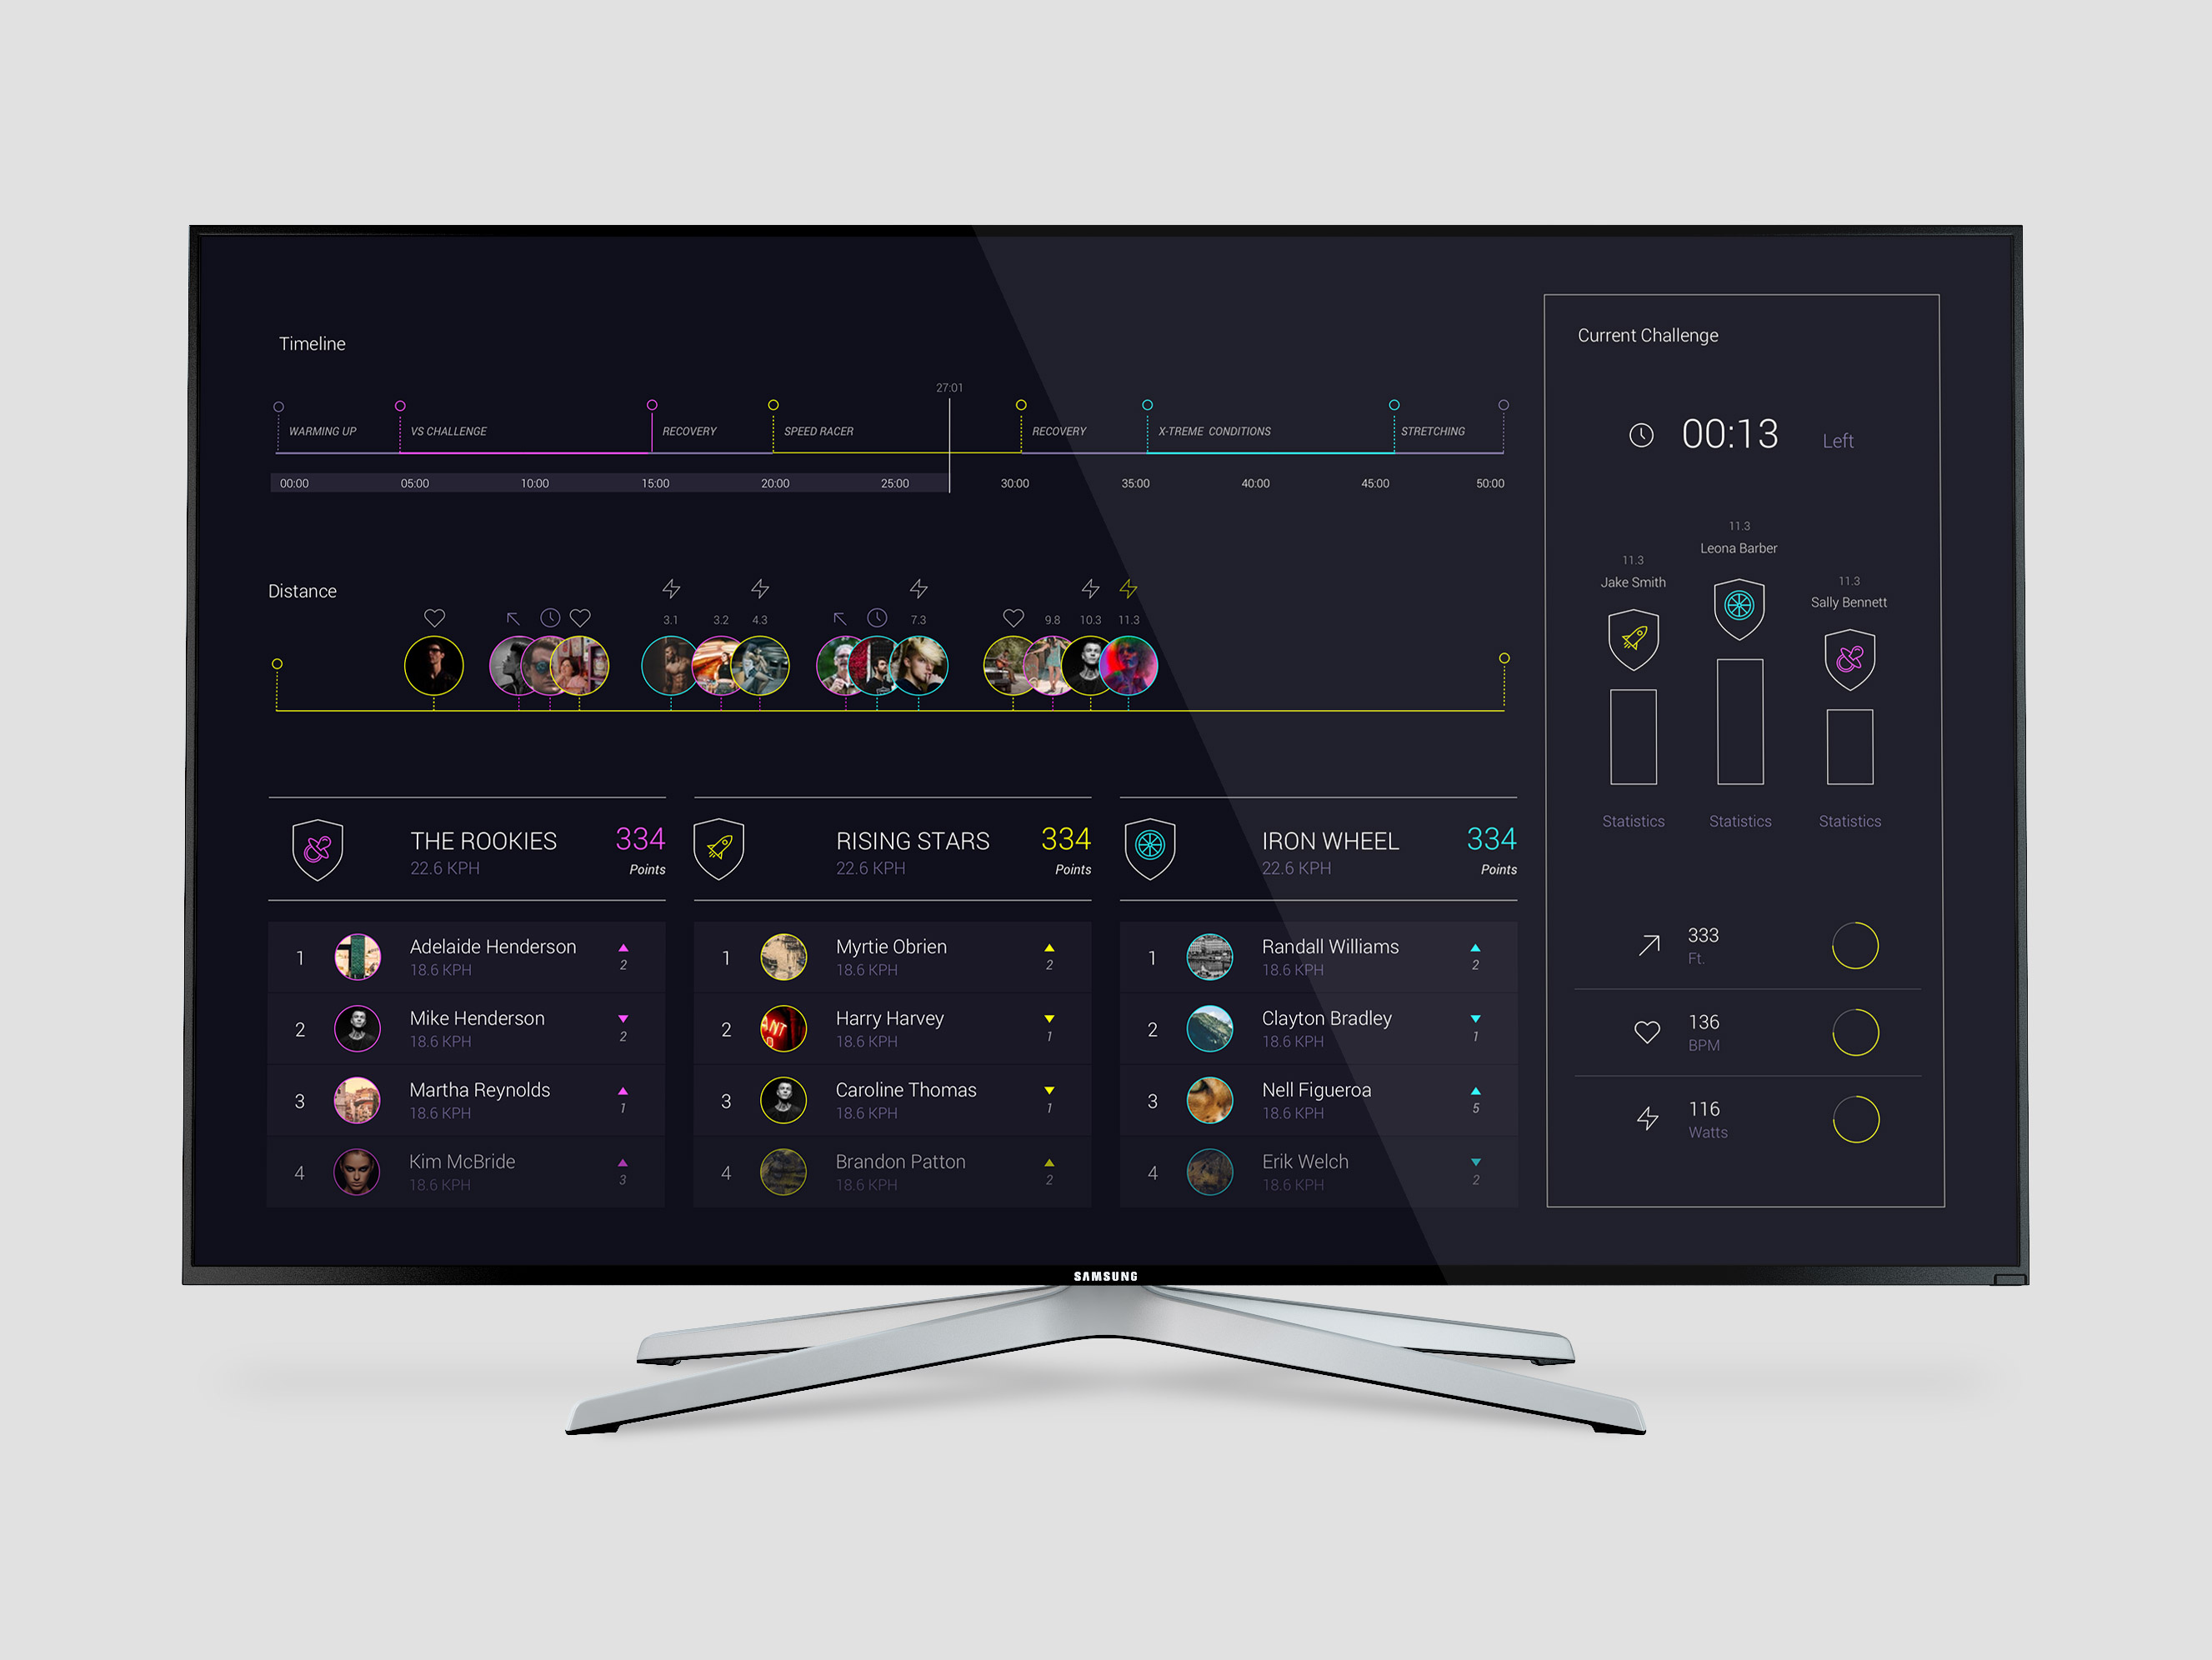 Timeline
27:01
WARMING UP
VS CHALLENGE
RECOVERY
SPEED RACER
RECOVERY
X-TREME CONDITIONS
STRETCHING
00:00
05:00
10:00
15:00
20:00
25:00
30:00
35:00
40:00
45:00
50:00
Distance
3.1
3.2
4.3
7.3
9.8
10.3
11.3
THE ROOKIES
22.6 KPH
334
Points
1
Adelaide Henderson
18.6 KPH
2
2
Mike Henderson
18.6 KPH
2
3
Martha Reynolds
18.6 KPH
1
4
Kim McBride
18.6 KPH
3
RISING STARS
22.6 KPH
334
Points
1
Myrtie Obrien
18.6 KPH
2
2
Harry Harvey
18.6 KPH
1
3
Caroline Thomas
18.6 KPH
1
4
Brandon Patton
18.6 KPH
2
IRON WHEEL
22.6 KPH
334
Points
1
Randall Williams
18.6 KPH
2
2
Clayton Bradley
18.6 KPH
1
3
Nell Figueroa
18.6 KPH
5
4
Erik Welch
18.6 KPH
2
Current Challenge
00:13 Left
11.3
Jake Smith
Statistics
11.3
Leona Barber
Statistics
11.3
Sally Bennett
Statistics
333
Ft.
136
BPM
116
Watts
SAMSUNG